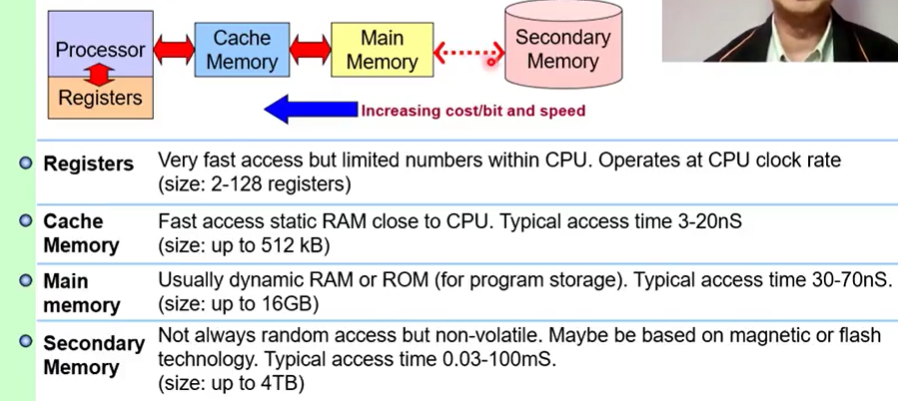 Processor
Registers
Cache
Memory
Main
Memory
Secondary
Memory
Increasing cost/bit and speed
Registers Very fast access but limited numbers within CPU. Operates at CPU clock rate
(size: 2-128 registers)
Cache Fast access static RAM close to CPU. Typical access time 3-20nS
Memory (size: up to 512 kB)
Main Usually dynamic RAM or ROM (for program storage). Typical access time 30-70nS.
memory (size: up to 16GB)
Secondary Not always random access but non-volatile. Maybe be based on magnetic or flash
Memory technology. Typical access time 0.03-100mS.
(size: up to 4TB)